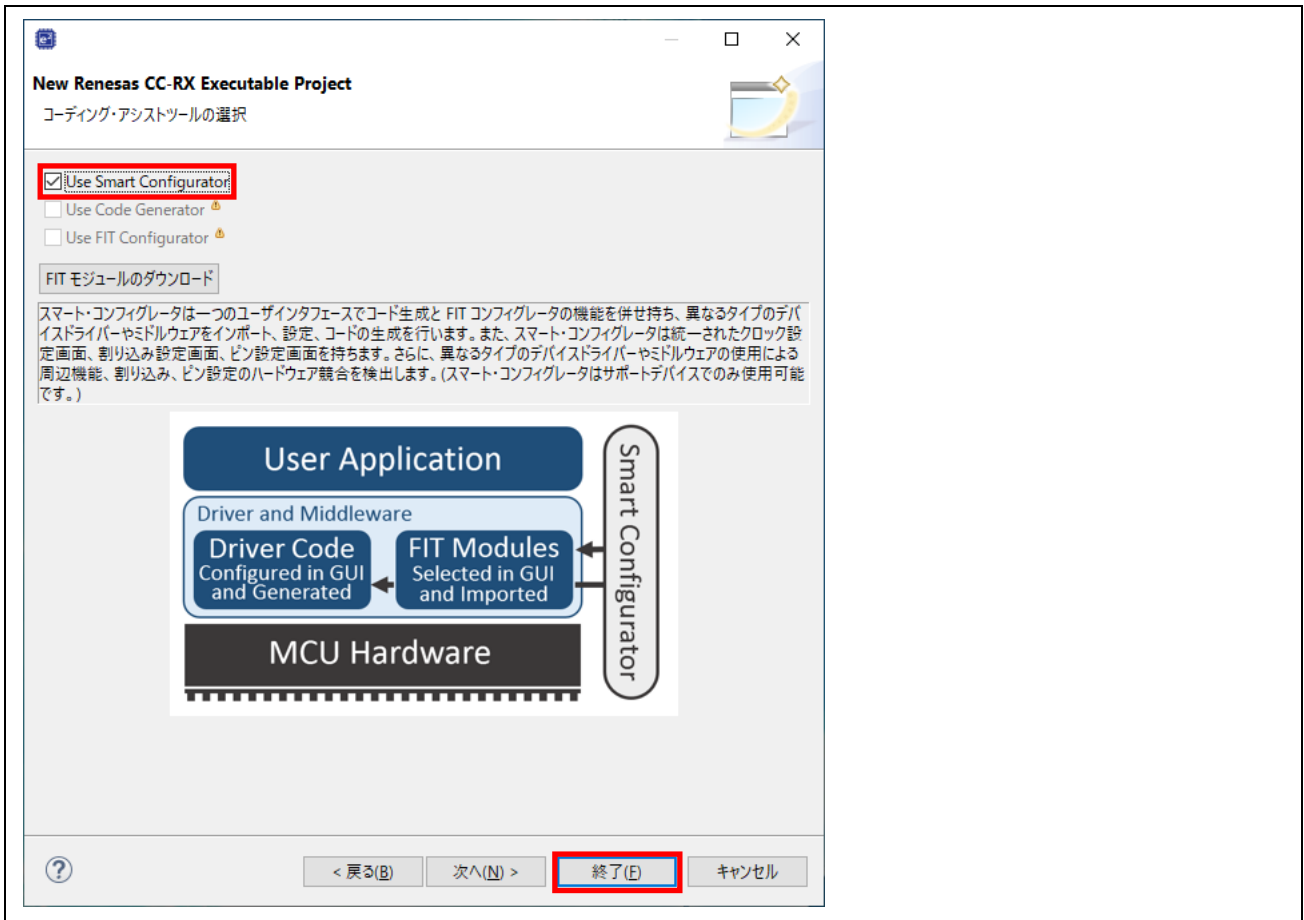 New Renesas CC-RX Executable Project
コーディング・アシストツールの選択
Use Smart Configurator
Use Code Generator
Use FIT Configurator
FIT モジュールのダウンロード
スマート・コンフィグレータは一つのユーザインタフェースでコード生成と FIT コンフィグレータの機能を併せ持ち、異なるタイプのデバ
イスドライバーやミドルウェアをインポート、設定、コードの生成を行います。また、スマート・コンフィグレータは統一されたクロック設
定画面、割り込み設定画面、ピン設定画面を持ちます。さらに、異なるタイプのデバイスドライバーやミドルウェアの使用による
周辺機能、割り込み、ピン設定のハードウェア競合を検出します。(スマート・コンフィグレータはサポートデバイスでのみ使用可能
です。)
User Application
Driver and Middleware
Driver Code
Configured in GUI
and Generated
FIT Modules
Selected in GUI
and Imported
MCU Hardware
Smart Configurator
< 戻る(B)
次へ(N) >
終了(F)
キャンセル